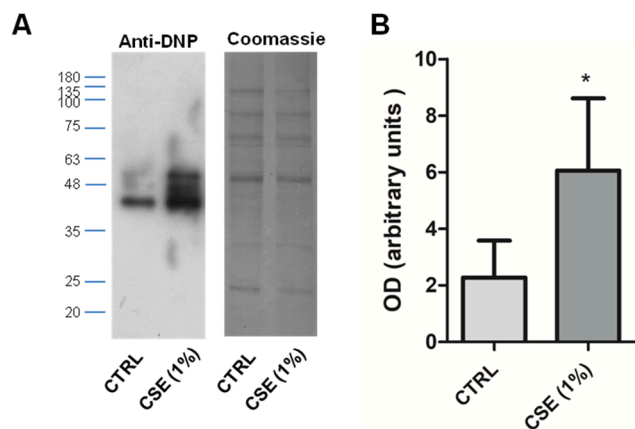 A
Anti-DNP Coomassie
180
135
100
75
63
48
35
25
20
CTRL
CSE (1%)
CTRL
CSE (1%)
B
OD (arbitrary units )
10
8
6
4
2
0
*
CTRL
CSE (1%)